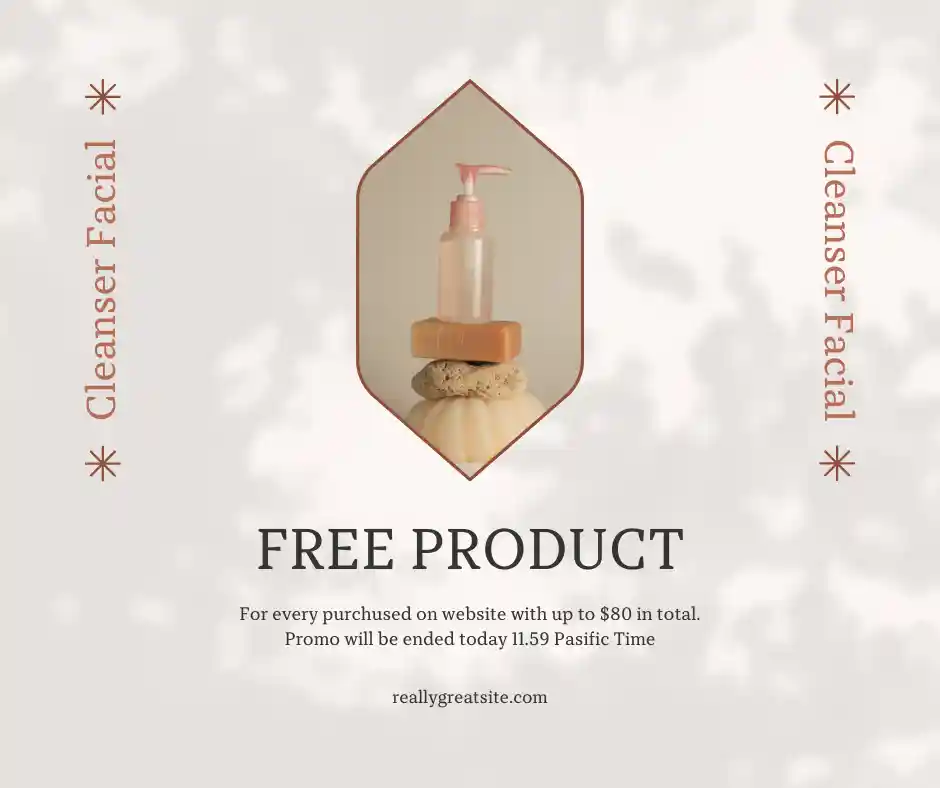 Cleanser Facial
Cleanser Facial
FREE PRODUCT
For every purchused on website with up to $80 in total.
Promo will be ended today 11.59 Pasific Time
reallygreatsite.com